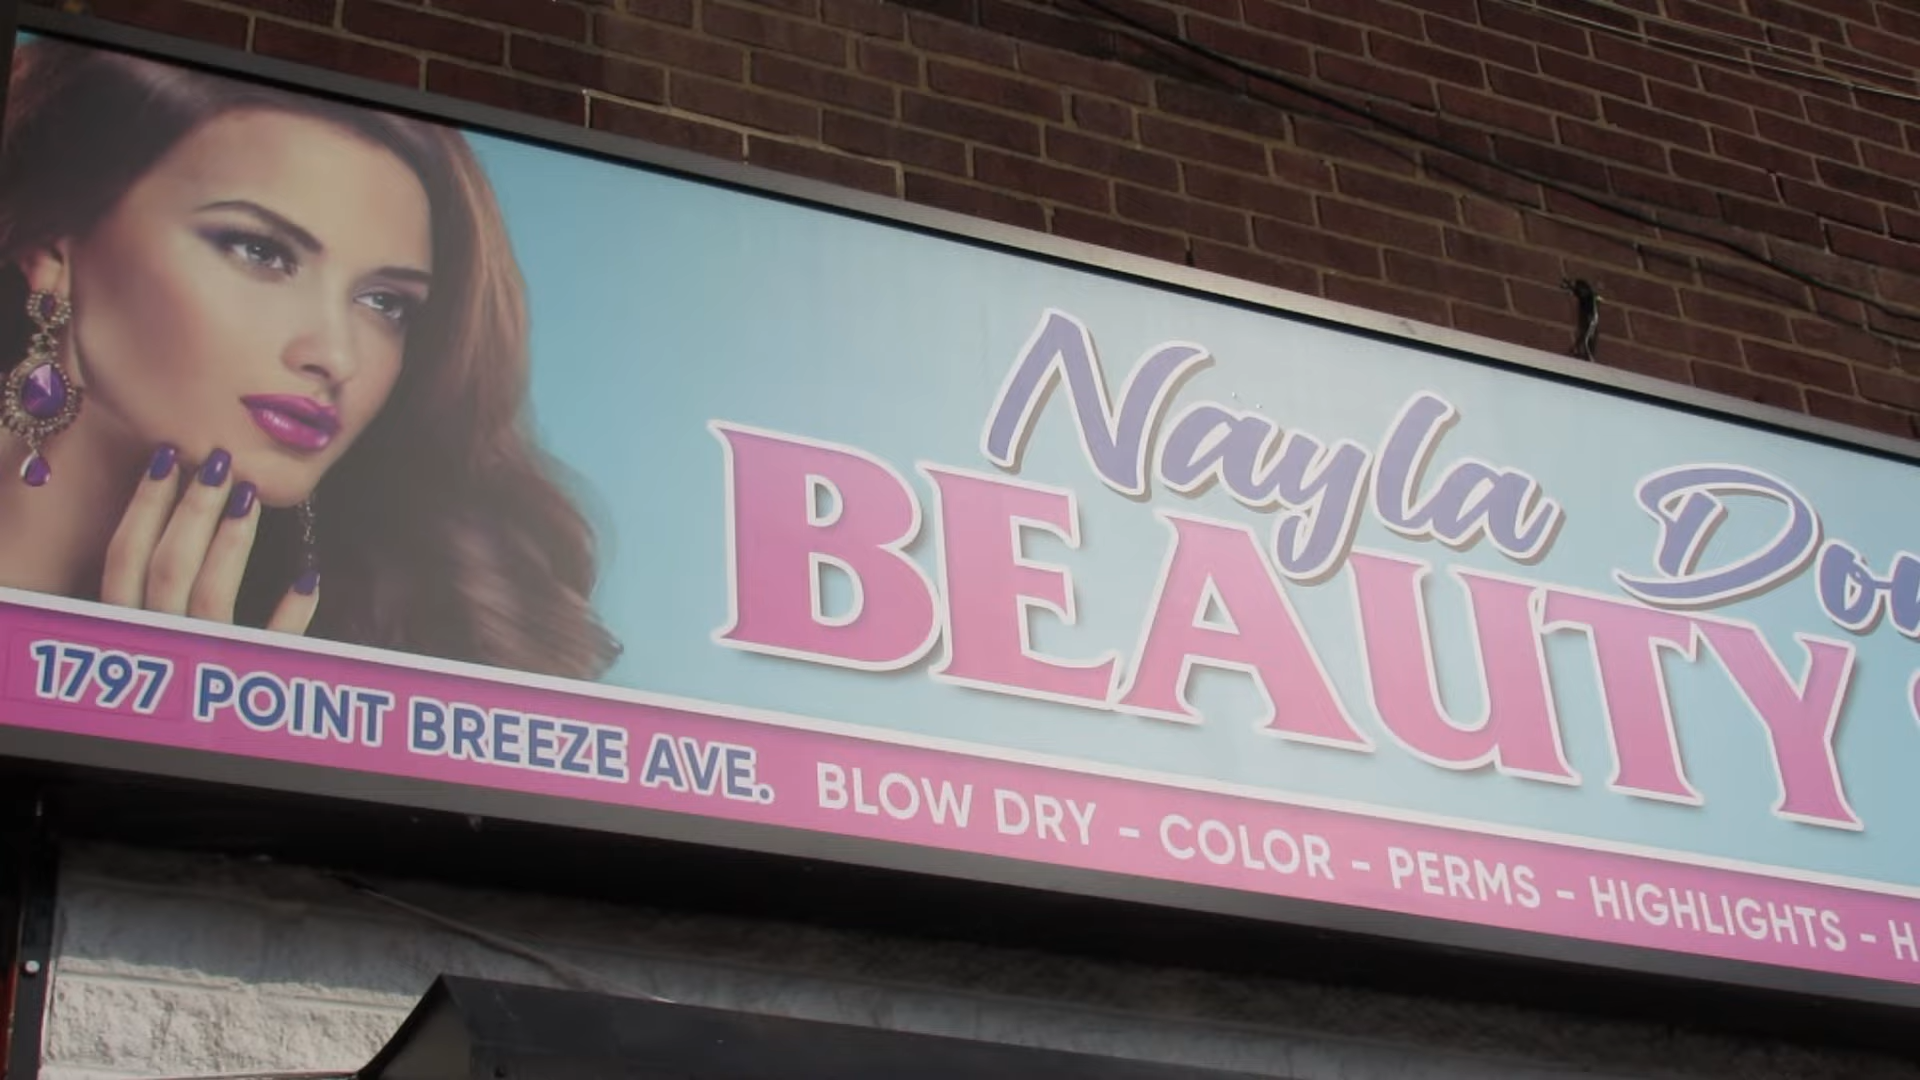 Nayla
BEAUTY
1797 POINT BREEZE AVE. BLOW DRY - COLOR - PERMS - HIGHLIGHTS -